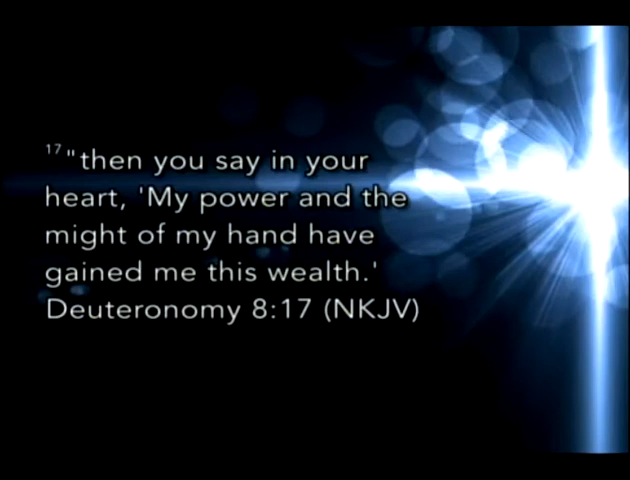 17 "then you say in your
heart, 'My power and the
might of my hand have
gained me this wealth.'
Deuteronomy 8:17 (NKJV)